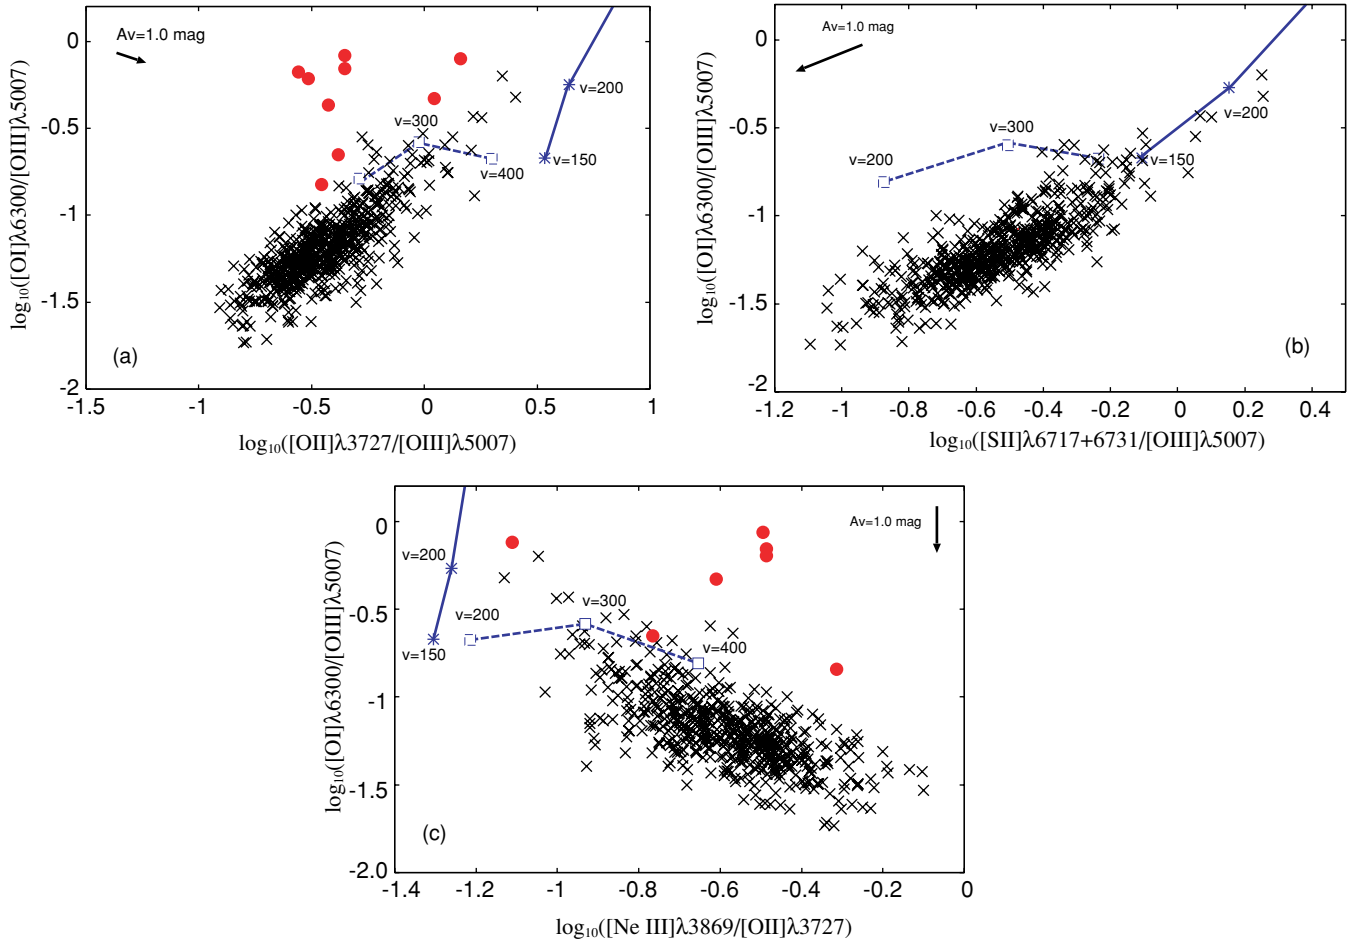 Av=1.0 mag
0
-0.5
-1
-1.5
-2
log₁₀([OI]λ6300/[OIII]λ5007)
v=200
v=300
v=400
v=150
(a)
-1.5
-1
-0.5
0
0.5
1
log₁₀([OII]λ3727/[OIII]λ5007)
Av=1.0 mag
0
-0.5
-1
-1.5
-2
log₁₀([OI]λ6300/[OIII]λ5007)
v=200
v=300
v=200
v=150
(b)
-1.2
-1
-0.8
-0.6
-0.4
-0.2
0
0.2
0.4
log₁₀([SII]λ6717+6731/[OIII]λ5007)
Av=1.0 mag
0
-0.5
-1
-1.5
-2.0
log₁₀([OI]λ6300/[OIII]λ5007)
v=200
v=200
v=300
v=150
v=400
(c)
-1.4
-1.2
-1
-0.8
-0.6
-0.4
-0.2
0
log₁₀([Ne III]λ3869/[OII]λ3727)